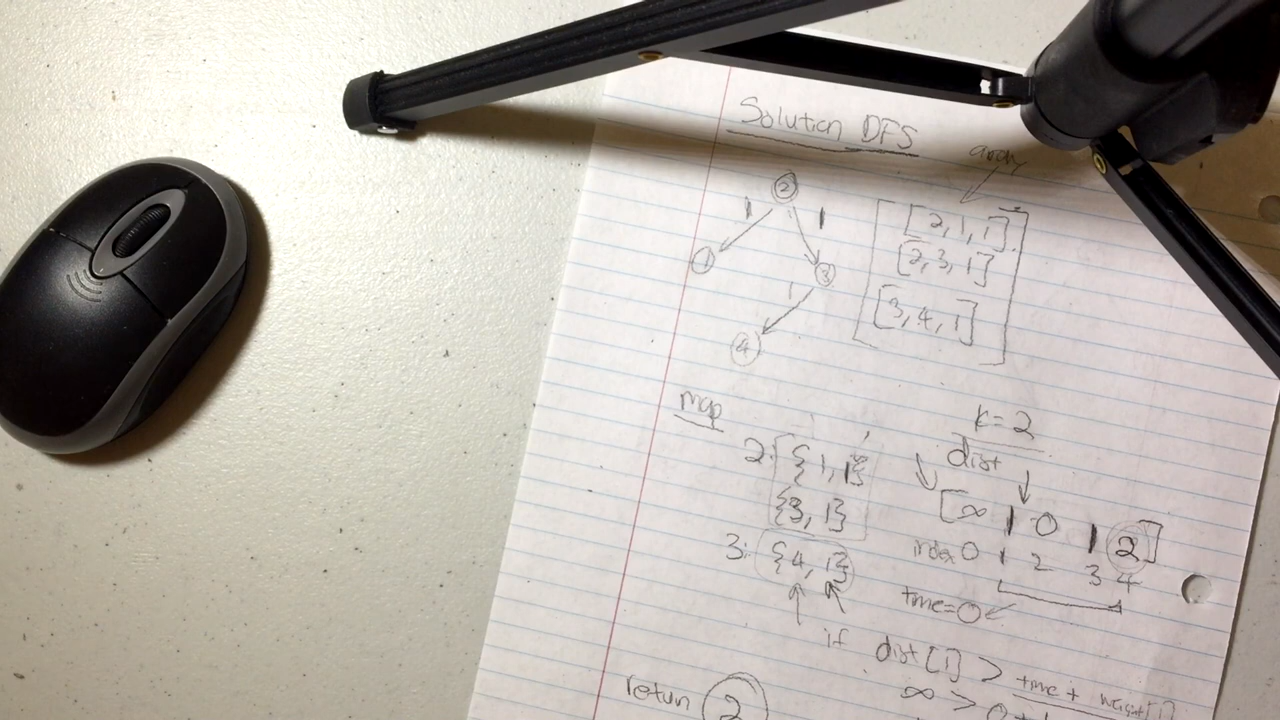 Solution DFS
array
2
1 1
1 3
1
4
[[2,1,1],
[2,3,1]
[3,4,1]]
map
k=2
dist
2: [{1,1}
{3,1}]
3: {4,1}
[∞ 1 0 1 2]
index 0 1 2 3 4
time=0
if dist[1] > time + weight[1]
∞ >
return 2